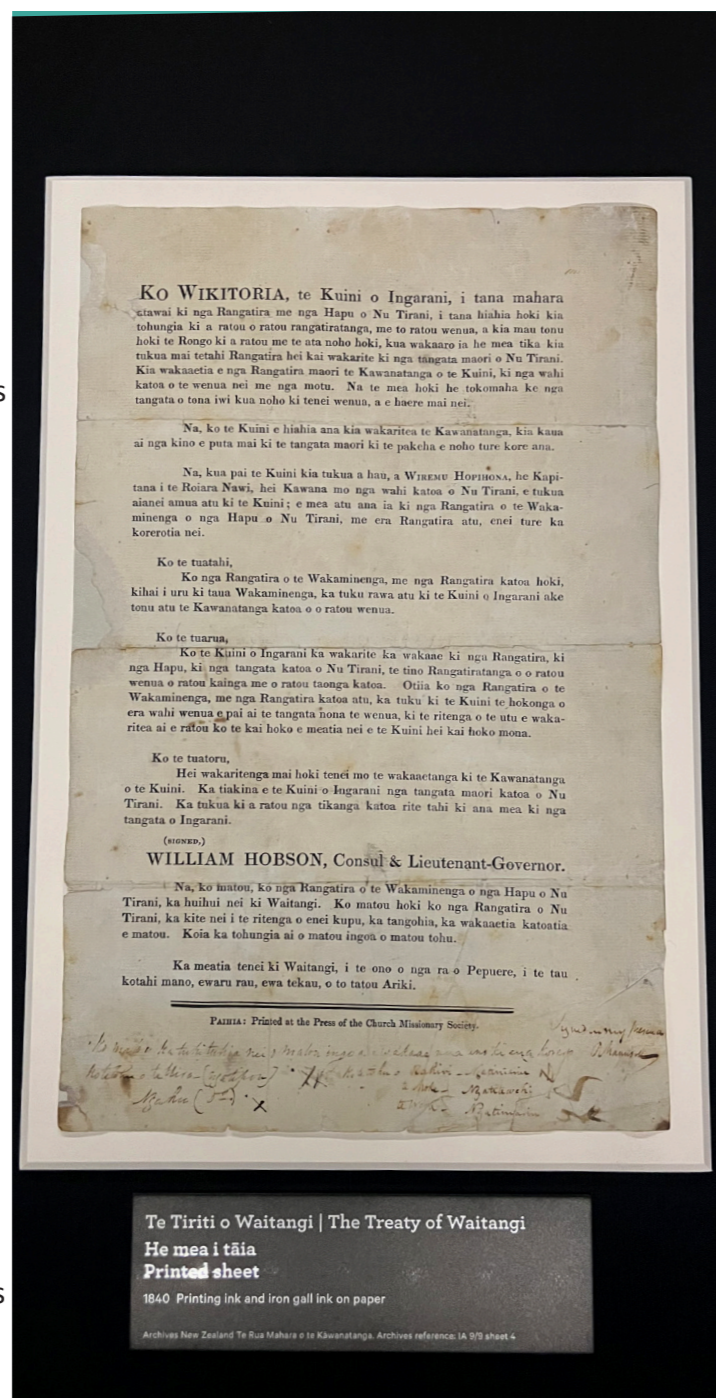 KO WIKITORIA, te Kuini o Ingarani, i tana mahara
atawai ki nga Rangatira me nga Hapu o Nu Tirani, i tana hiahia hoki kia
tohungia ki a ratou o ratou rangatiratanga, me to ratou wenua, a kia mau tonu
hoki te Rongo ki a ratou me te ata noho hoki, kua wakaaro ia he mea tika kia
tukua mai tetahi Rangatira hei kai wakarite ki nga tangata maori o Nu Tirani.
Kia wakaaetia e nga Rangatira maori te Kawanatanga o te Kuini, ki nga wahi
katoa o te wenua nei me nga motu. Na te mea hoki he tokomaha ke nga
tangata o tona iwi kua noho ki tenei wenua, a e haere mai nei.
Na, ko te Kuini e hiahia ana kia wakaritea te Kawanatanga, kia kaua
ai nga kino e puta mai ki te tangata maori ki te pakeha e noho ture kore ana.
Na, kua pai te Kuini kia tukua a hau, a WIREMU HOPIHONA, he Kapi-
tana i te Roiara Nawi, hei Kawana mo nga wahi katoa o Nu Tirani, e tukua
aianei amua atu ki te Kuini; e mea atu ana ia ki nga Rangatira o te Waka-
minenga o nga Hapu o Nu Tirani, me era Rangatira atu, enei ture ka
korerotia nei.
Ko te tuatahi,
Ko nga Rangatira o te Wakaminenga, me nga Rangatira katoa hoki,
kihai i uru ki taua Wakaminenga, ka tuku rawa atu ki te Kuini o Ingarani ake
tonu atu te Kawanatanga katoa o o ratou wenua.
Ko te tuarua,
Ko te Kuini o Ingarani ka wakarite ka wakaae ki nga Rangatira, ki
nga Hapu, ki nga tangata katoa o Nu Tirani, te tino Rangatiratanga o o ratou
wenua o ratou kainga me o ratou taonga katoa. Otiia ko nga Rangatira o te
Wakaminenga, me nga Rangatira katoa atu, ka tuku ki te Kuini te hokonga o
era wahi wenua e pai ai te tangata nona te wenua, ki te ritenga o te utu e waka-
ritea ai e ratou ko te kai hoko e meatia nei e te Kuini hei kai hoko mona.
Ko te tuatoru,
Hei wakaritenga mai hoki tenei mo te wakaaetanga ki te Kawanatanga
o te Kuini. Ka tiakina e te Kuini o Ingarani nga tangata maori katoa o Nu
Tirani. Ka tukua ki a ratou nga tikanga katoa rite tahi ki ana mea ki nga
tangata o Ingarani.
(SIGNED,)
WILLIAM HOBSON, Consul & Lieutenant-Governor.
Na, ko matou, ko nga Rangatira o te Wakaminenga o nga Hapu o Nu
Tirani, ka huihui nei ki Waitangi. Ko matou hoki ko nga Rangatira o Nu
Tirani, ka kite nei i te ritenga o enei kupu, ka tangohia, ka wakaaetia katoatia
e matou. Koia ka tohungia ai o matou ingoa o matou tohu.
Ka meatia tenei ki Waitangi, i te ono o nga ra o Pepuere, i te tau
kotahi mano, ewaru rau, ewa tekau, o to tatou Ariki.
PAIHIA: Printed at the Press of the Church Missionary Society.
Te Tiriti o Waitangi | The Treaty of Waitangi
He mea i tāia
Printed sheet
1840 Printing ink and iron gall ink on paper
Archives New Zealand Te Rua Mahara o te Kāwanatanga. Archives reference: IA 9/9 sheet 4